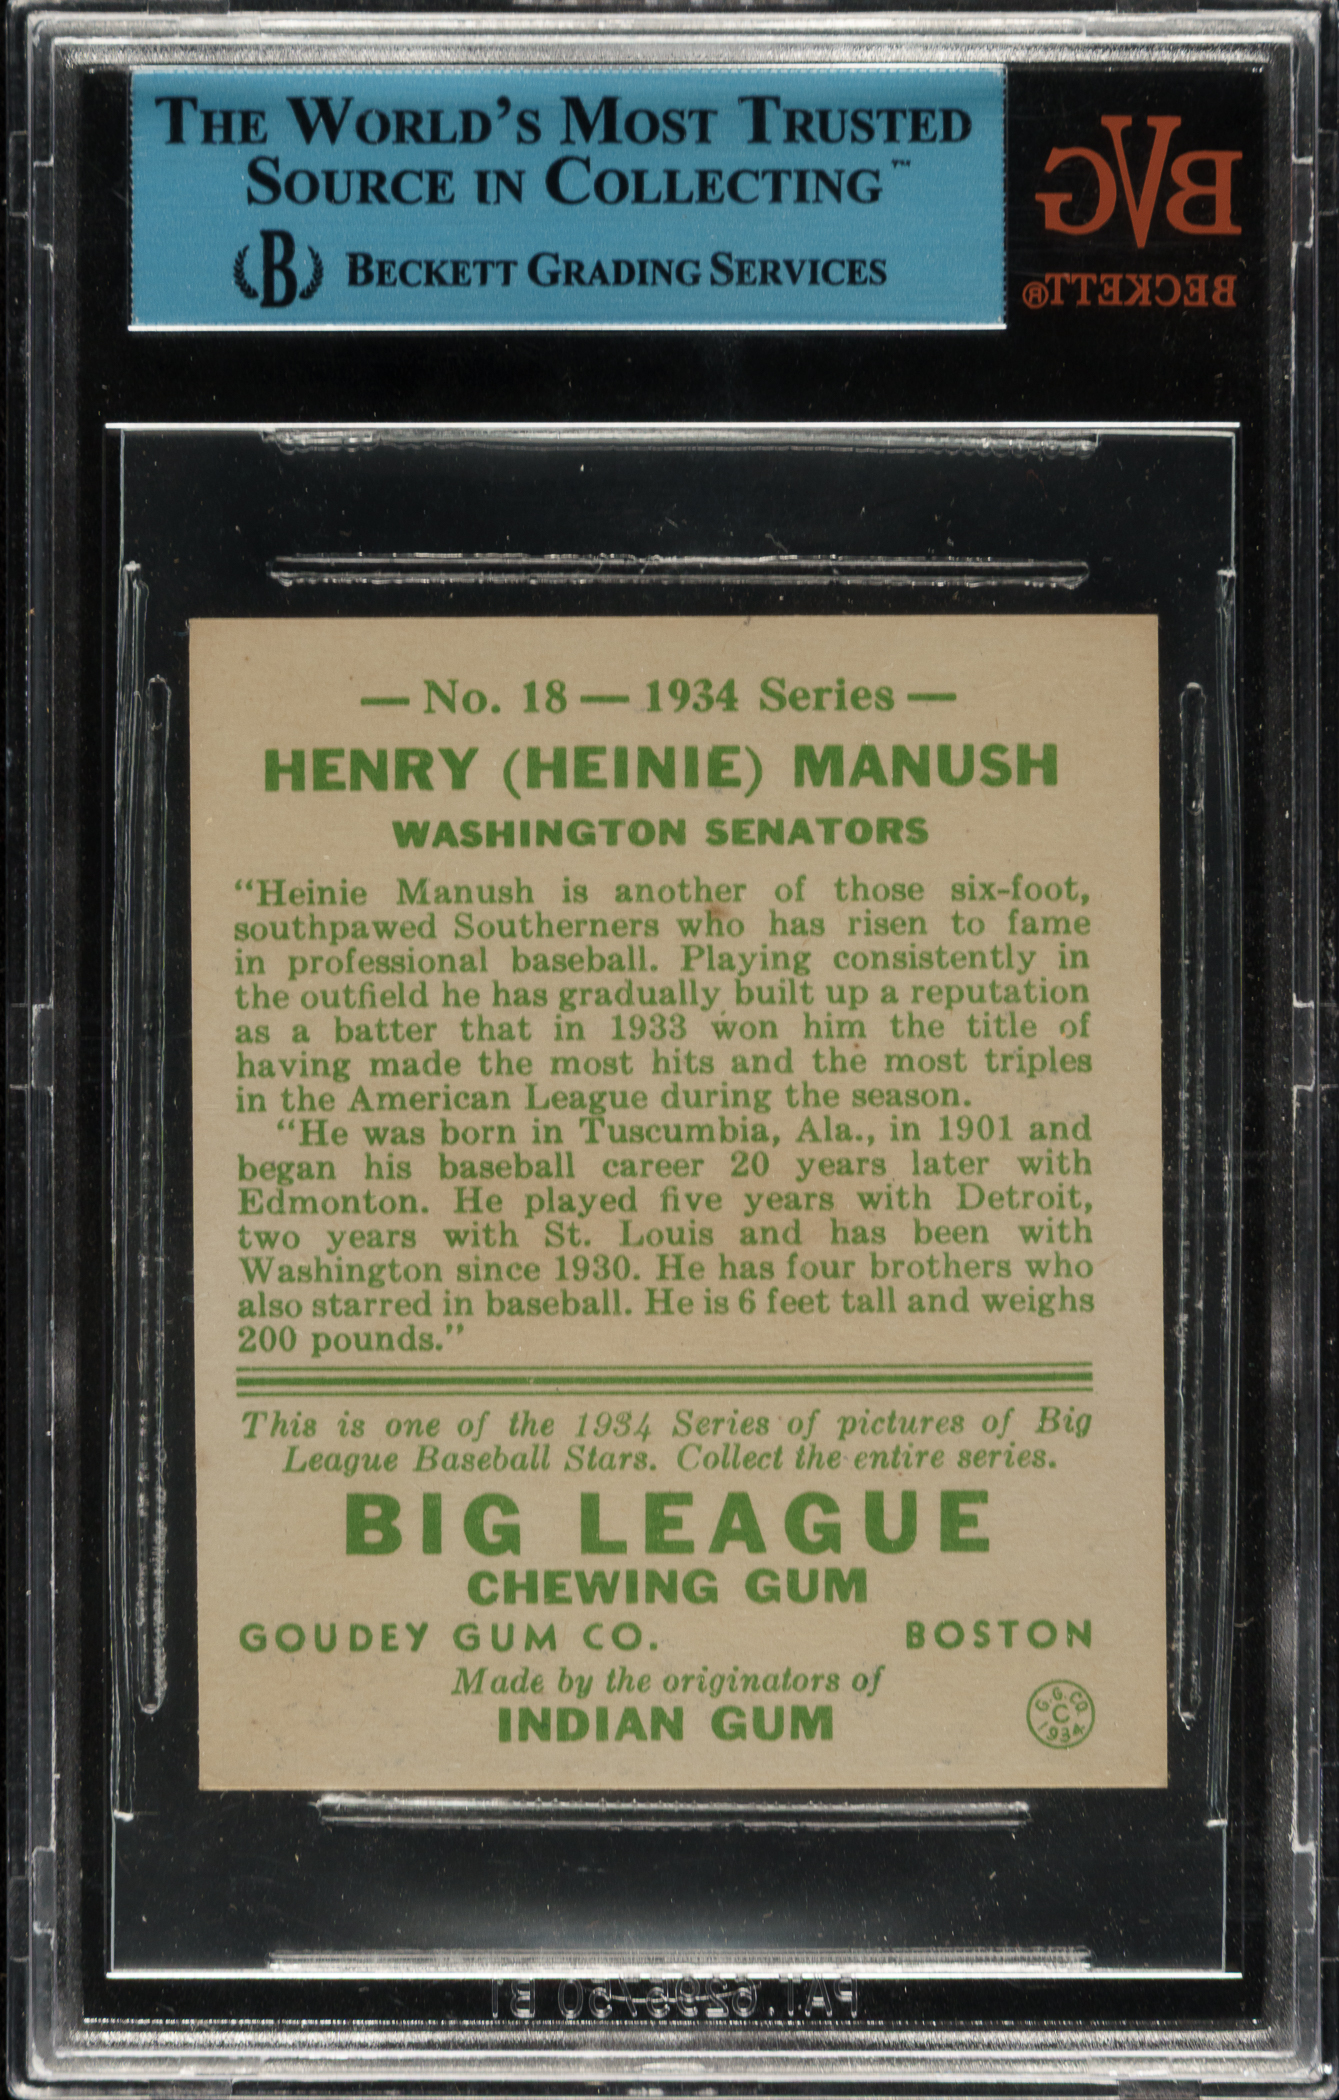 THE WORLD'S MOST TRUSTED
SOURCE IN COLLECTING™
B BECKETT GRADING SERVICES
BVG
BECKETT®
— No. 18 — 1934 Series —
HENRY (HEINIE) MANUSH
WASHINGTON SENATORS
“Heinie Manush is another of those six-foot,
southpawed Southerners who has risen to fame
in professional baseball. Playing consistently in
the outfield he has gradually built up a reputation
as a batter that in 1933 won him the title of
having made the most hits and the most triples
in the American League during the season.
“He was born in Tuscumbia, Ala., in 1901 and
began his baseball career 20 years later with
Edmonton. He played five years with Detroit,
two years with St. Louis and has been with
Washington since 1930. He has four brothers who
also starred in baseball. He is 6 feet tall and weighs
200 pounds.”
This is one of the 1934 Series of pictures of Big
League Baseball Stars. Collect the entire series.
BIG LEAGUE
CHEWING GUM
GOUDEY GUM CO. BOSTON
Made by the originators of
INDIAN GUM
G.G.CO.
C
1934
PAT.